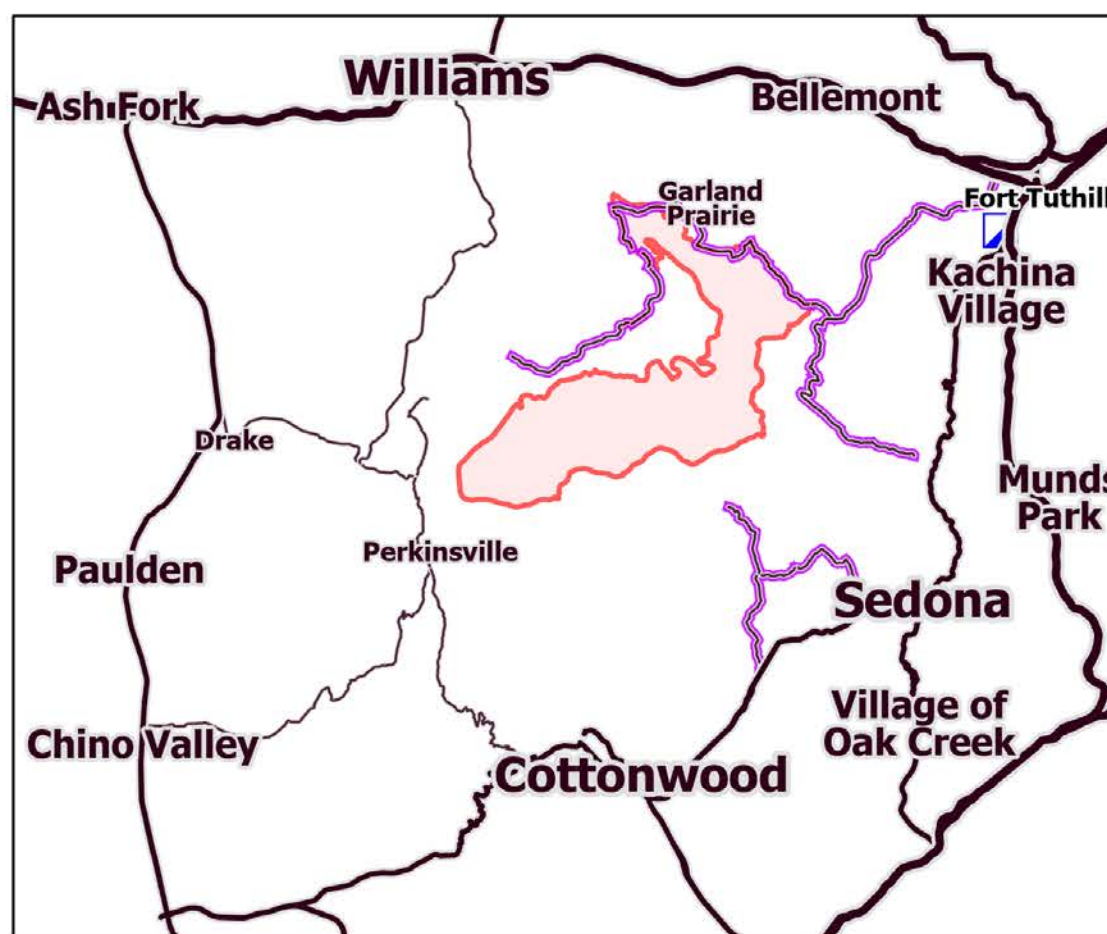 Williams
Ash Fork
Bellemont
Garland
Prairie
Fort Tuthill
Kachina
Village
Drake
Munds
Park
Perkinsville
Paulden
Sedona
Village of
Oak Creek
Chino Valley
Cottonwood